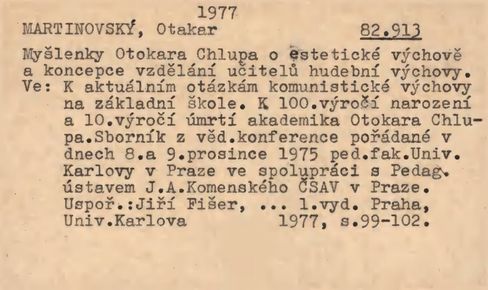 1977
MARTINOVSKÝ, Otakar 82.913
Myšlenky Otokara Chlupa o estetické výchově
a koncepce vzdělání učitelů hudební výchovy.
Ve: K aktuálním otázkám komunistické výchovy
na základní škole. K 100.výročí narození
a 10.výročí úmrtí akademika Otokara Chlu-
pa.Sborník z věd.konference pořádané v
dnech 8.a 9.prosince 1975 ped.fak.Univ.
Karlovy v Praze ve spolupráci s Pedag.
ústavem J.A.Komenského ČSAV v Praze.
Uspoř.:Jiří Fišer, ... 1.vyd. Praha,
Univ.Karlova 1977, s.99-102.